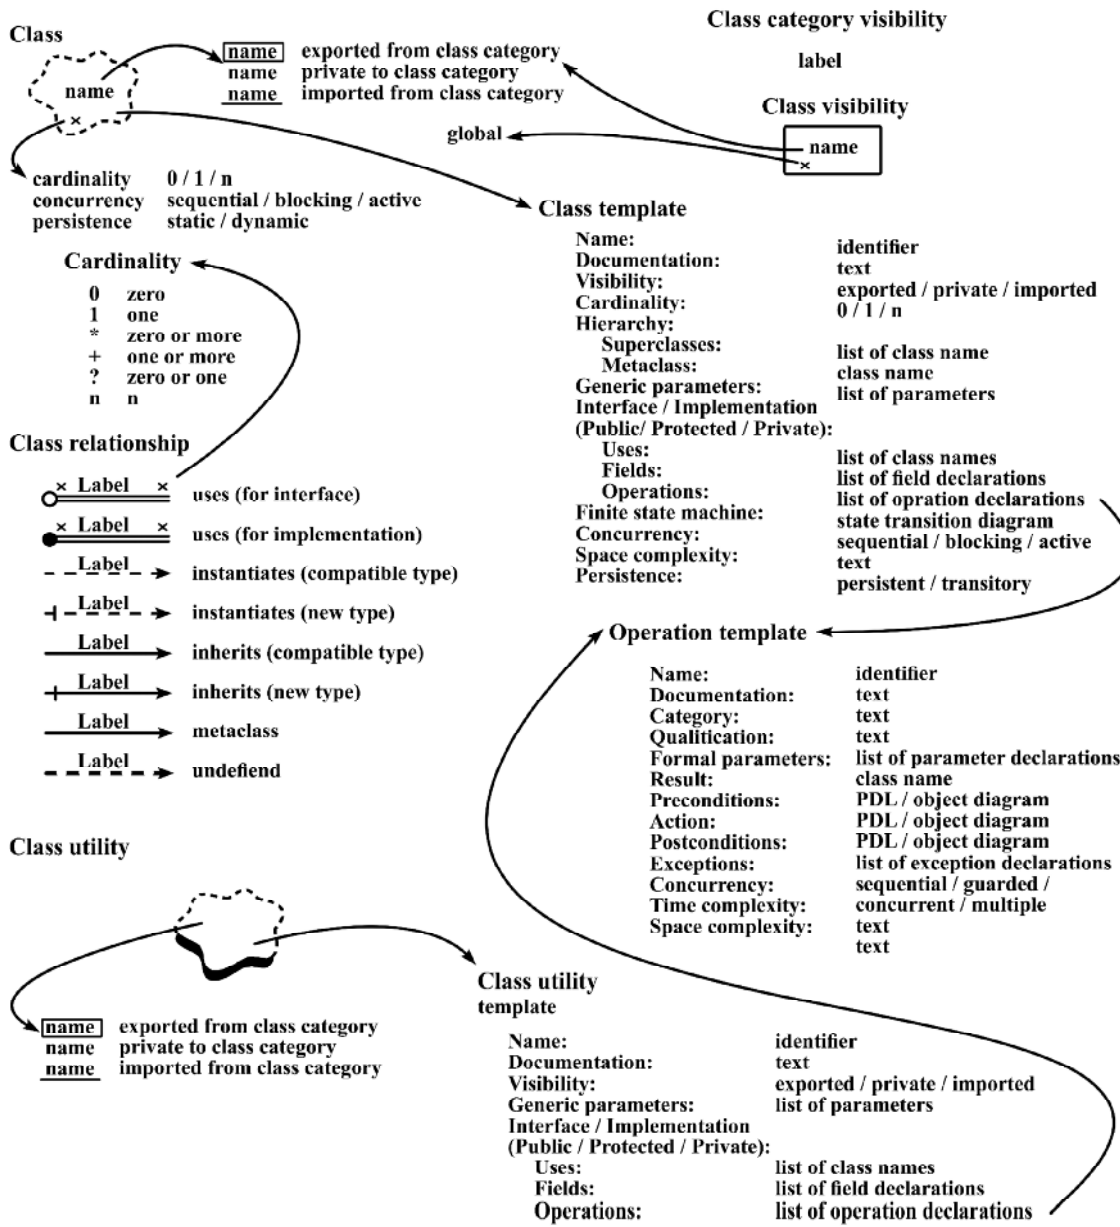 Class
name
×
name exported from class category
name private to class category
name imported from class category
Class category visibility
label
Class visibility
name
×
global
cardinality 0 / 1 / n
concurrency sequential / blocking / active
persistence static / dynamic
Cardinality
0 zero
1 one
* zero or more
+ one or more
? zero or one
n n
Class relationship
× Label × uses (for interface)
× Label × uses (for implementation)
Label instantiates (compatible type)
Label instantiates (new type)
Label inherits (compatible type)
Label inherits (new type)
Label metaclass
Label undefiend
Class template
Name: identifier
Documentation: text
Visibility: exported / private / imported
Cardinality: 0 / 1 / n
Hierarchy:
Superclasses: list of class name
Metaclass: class name
Generic parameters: list of parameters
Interface / Implementation
(Public/ Protected / Private):
Uses: list of class names
Fields: list of field declarations
Operations: list of opration declarations
Finite state machine: state transition diagram
Concurrency: sequential / blocking / active
Space complexity: text
Persistence: persistent / transitory
Operation template
Name: identifier
Documentation: text
Category: text
Qualitication: text
Formal parameters: list of parameter declarations
Result: class name
Preconditions: PDL / object diagram
Action: PDL / object diagram
Postconditions: PDL / object diagram
Exceptions: list of exception declarations
Concurrency: sequential / guarded /
Time complexity: concurrent / multiple
Space complexity: text
text
Class utility
name exported from class category
name private to class category
name imported from class category
Class utility
template
Name: identifier
Documentation: text
Visibility: exported / private / imported
Generic parameters: list of parameters
Interface / Implementation
(Public / Protected / Private):
Uses: list of class names
Fields: list of field declarations
Operations: list of operation declarations